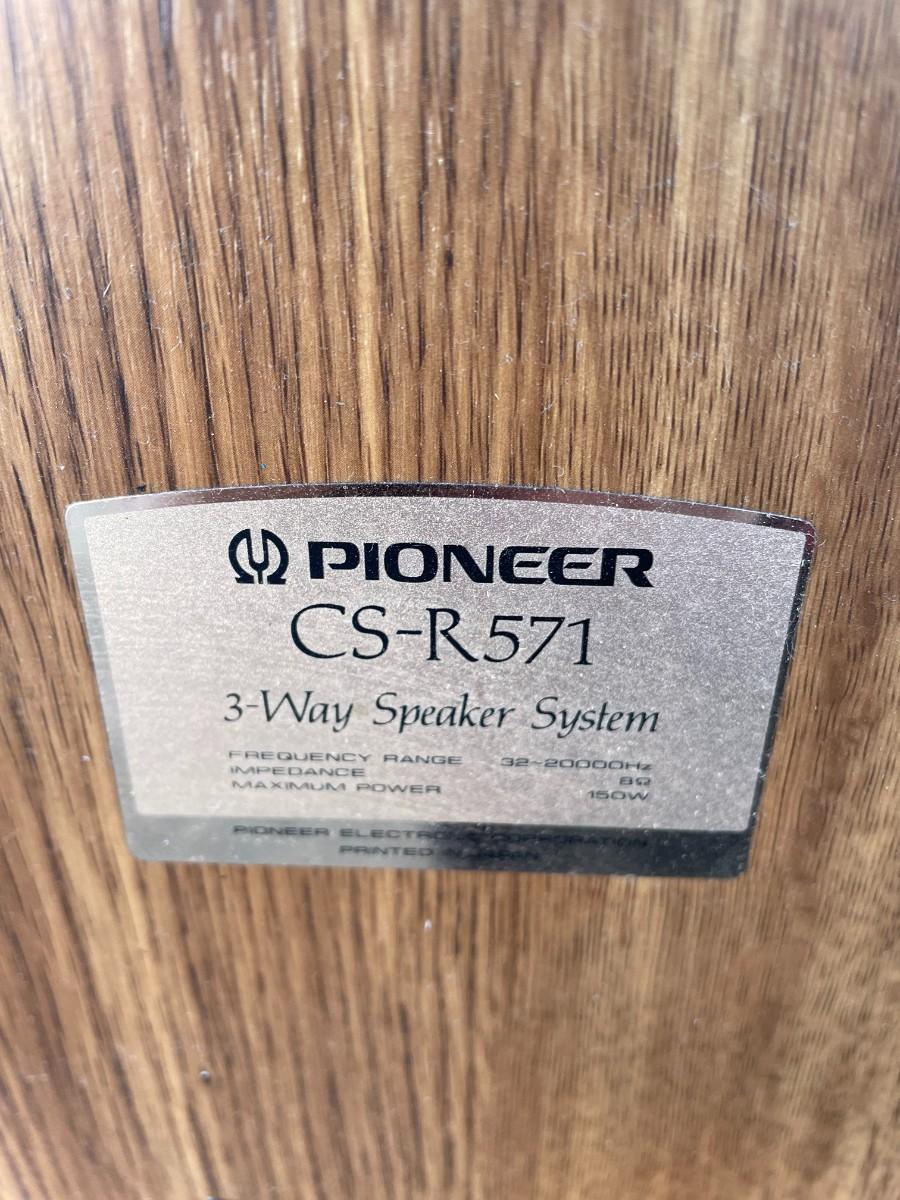 PIONEER
CS-R571
3-Way Speaker System
FREQUENCY RANGE 32~20000Hz
IMPEDANCE 8Ω
MAXIMUM POWER 150W
PIONEER ELECTRONIC CORPORATION
PRINTED IN JAPAN